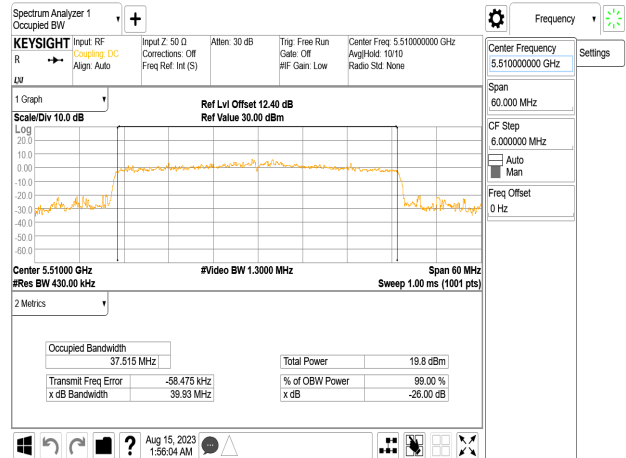 Spectrum Analyzer 1
Occupied BW
Frequency
KEYSIGHT
R
Input: RF
Coupling: DC
Align: Auto
Input Z: 50 Ω
Corrections: Off
Freq Ref: Int (S)
Atten: 30 dB
Trig: Free Run
Gate: Off
#IF Gain: Low
Center Freq: 5.510000000 GHz
Avg|Hold: 10/10
Radio Std: None
Center Frequency
5.510000000 GHz
Settings
Span
60.000 MHz
CF Step
6.000000 MHz
Auto
Man
Freq Offset
0 Hz
1 Graph
Scale/Div 10.0 dB
Ref Lvl Offset 12.40 dB
Ref Value 30.00 dBm
Log
20.0
10.0
0.00
-10.0
-20.0
-30.0
-40.0
-50.0
-60.0
Center 5.51000 GHz
#Video BW 1.3000 MHz
Span 60 MHz
#Res BW 430.00 kHz
Sweep 1.00 ms (1001 pts)
2 Metrics
Occupied Bandwidth
37.515 MHz
Total Power 19.8 dBm
Transmit Freq Error -58.475 kHz
% of OBW Power 99.00 %
x dB Bandwidth 39.93 MHz
x dB -26.00 dB
?
Aug 15, 2023
1:56:04 AM